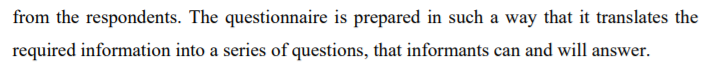 from the respondents. The questionnaire is prepared in such a way that it translates the
required information into a series of questions, that informants can and will answer.